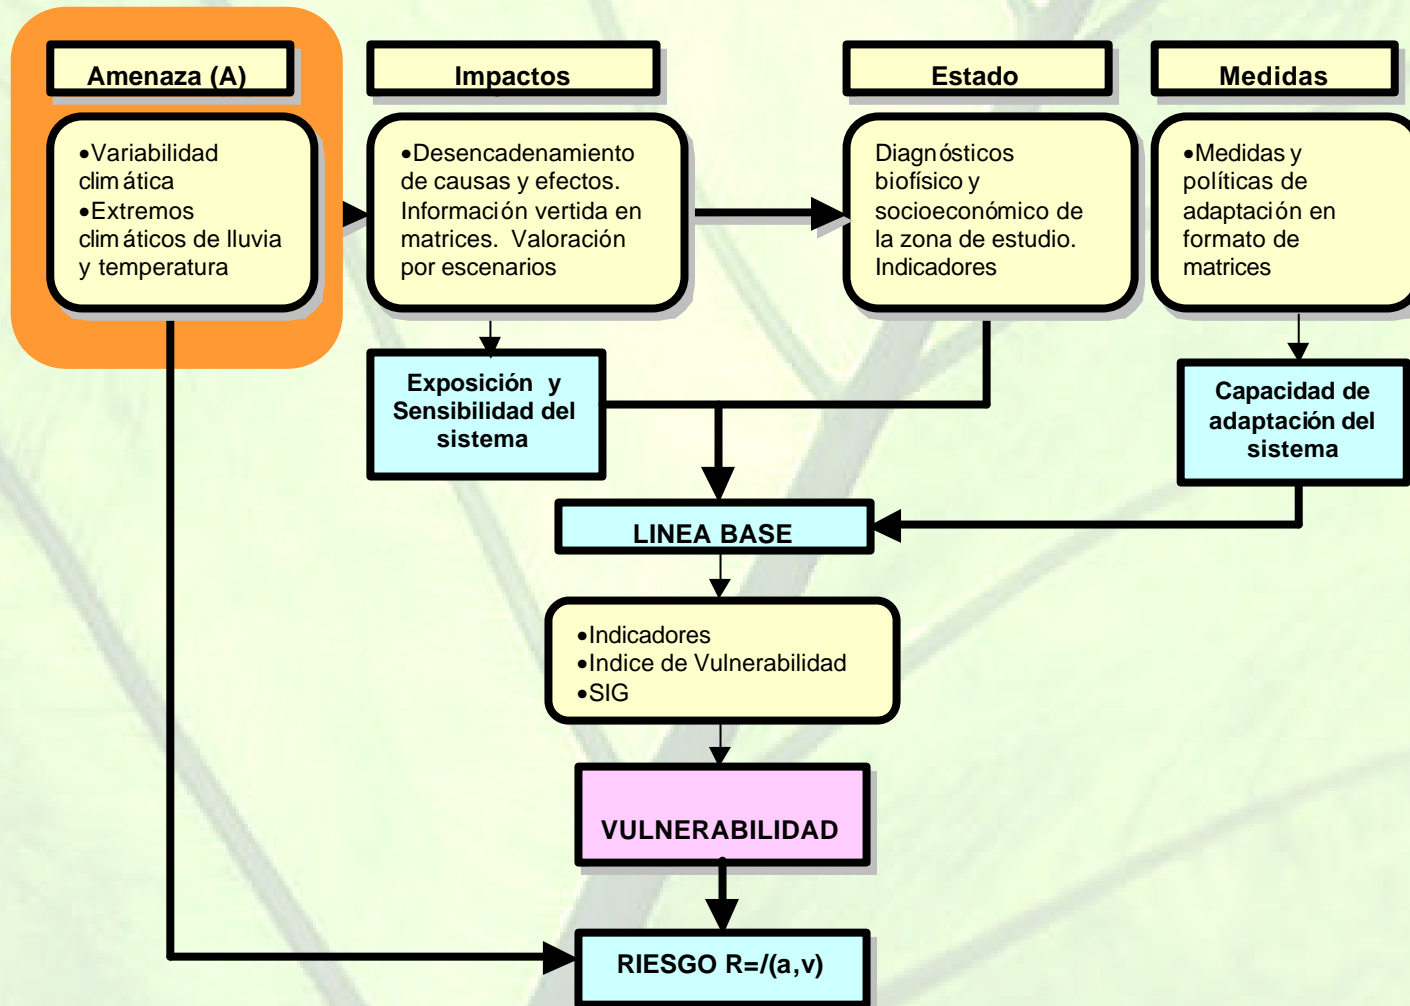 Amenaza (A)
Impactos
Estado
Medidas
•Variabilidad
climática
•Extremos
climáticos de lluvia
y temperatura
•Desencadenamiento
de causas y efectos.
Información vertida en
matrices. Valoración
por escenarios
Diagnósticos
biofísico y
socioeconómico de
la zona de estudio.
Indicadores
•Medidas y
políticas de
adaptación en
formato de
matrices
Exposición y
Sensibilidad del
sistema
Capacidad de
adaptación del
sistema
LINEA BASE
•Indicadores
•Indice de Vulnerabilidad
•SIG
VULNERABILIDAD
RIESGO R=/(a,v)